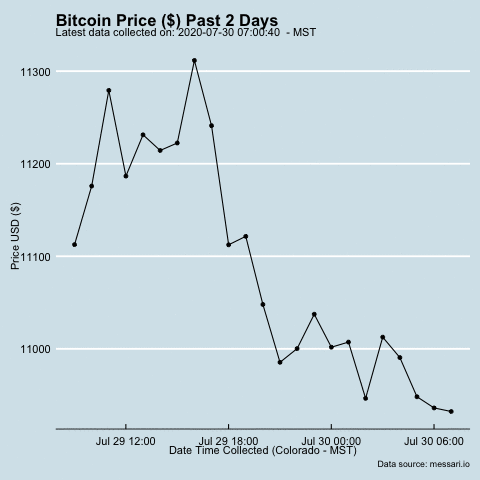 Bitcoin Price ($) Past 2 Days
Latest data collected on: 2020-07-30 07:00:40  - MST
11300
11200
11100
11000
Price USD ($)
Jul 29 12:00 Jul 29 18:00 Jul 30 00:00 Jul 30 06:00
Date Time Collected (Colorado - MST)
Data source: messari.io